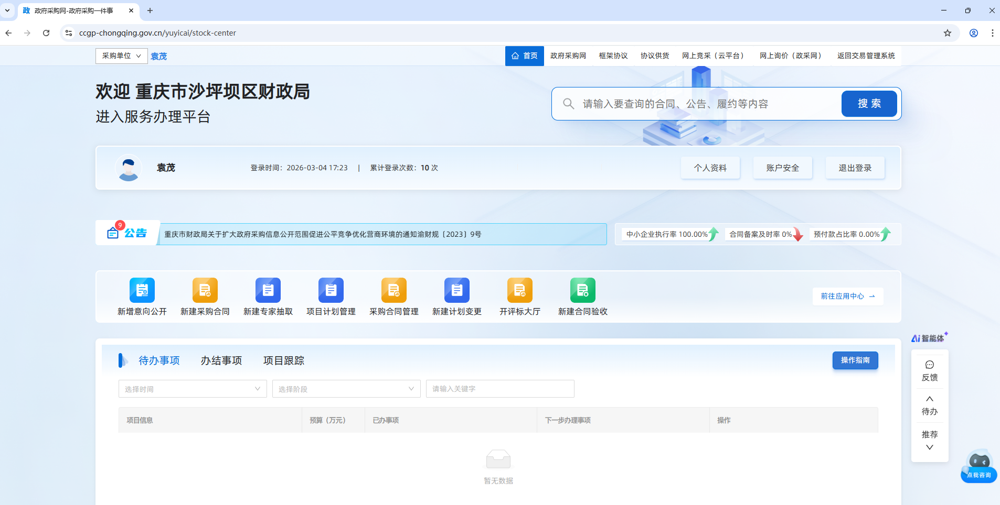 政府采购网-政府采购一件事
ccgp-chongqing.gov.cn/yuyicai/stock-center
采购单位 袁茂 首页 政府采购网 框架协议 协议供货 网上竞采（云平台） 网上询价（政采网） 返回交易管理系统
欢迎 重庆市沙坪坝区财政局
进入服务办理平台
请输入要查询的合同、公告、履约等内容 搜 索
袁茂 登录时间：2026-03-04 17:23 | 累计登录次数：10 次 个人资料 账户安全 退出登录
9 公告 重庆市财政局关于扩大政府采购信息公开范围促进公平竞争优化营商环境的通知渝财规〔2023〕9号 中小企业执行率 100.00% 合同备案及时率 0% 预付款占比率 0.00%
新增意向公开 新建采购合同 新建专家抽取 项目计划管理 采购合同管理 新建计划变更 开评标大厅 新建合同验收 前往应用中心
Ai 智能体
待办事项 办结事项 项目跟踪 操作指南
反馈
选择时间 选择阶段 请输入关键字
待办
项目信息 预算（万元） 已办事项 下一步办理事项 操作
推荐
点我咨询
暂无数据